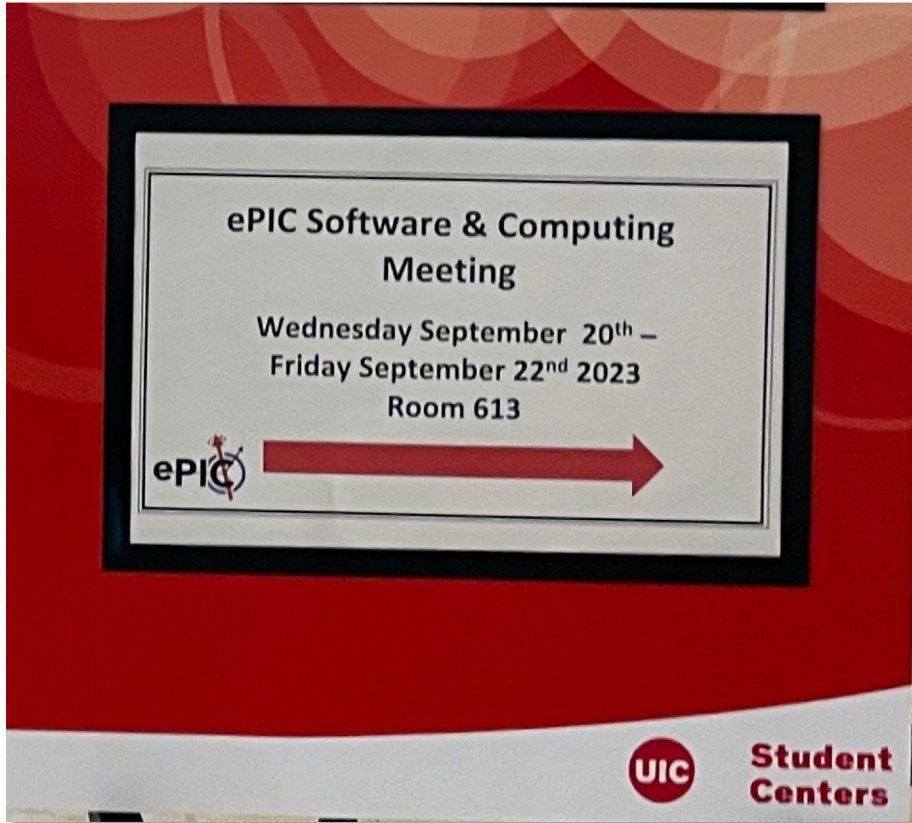 ePIC Software & Computing
Meeting
Wednesday September 20th –
Friday September 22nd 2023
Room 613
ePIC
UIC
Student
Centers